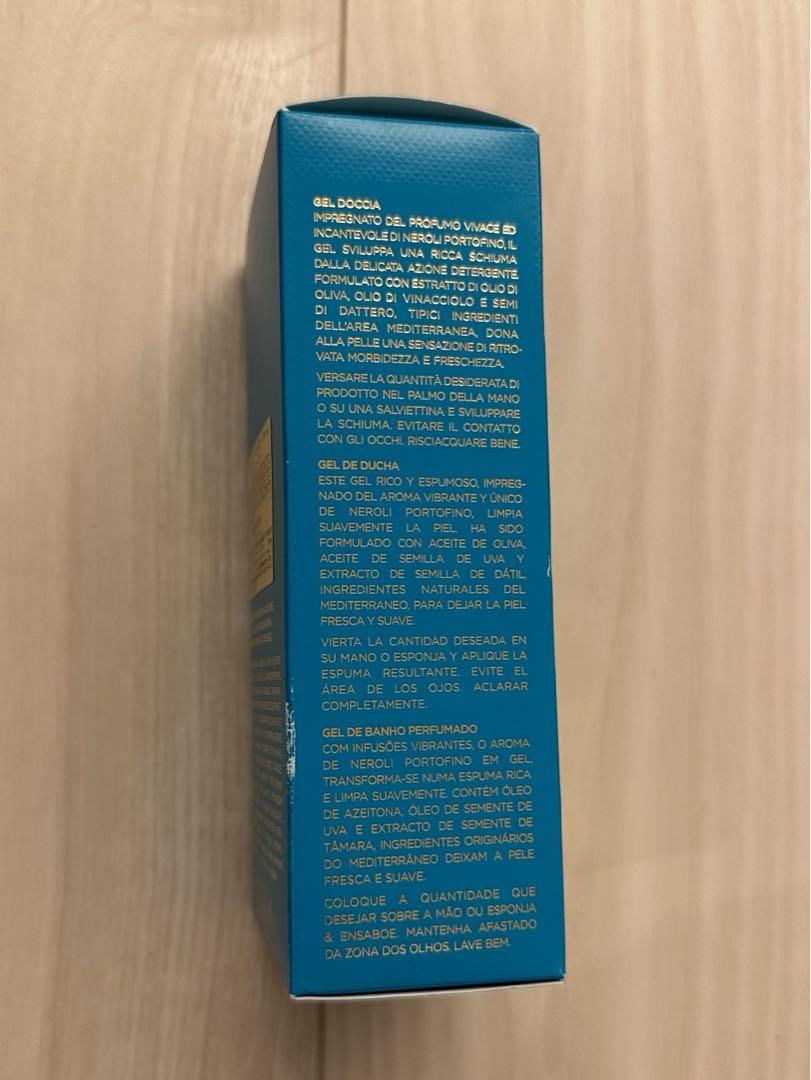 GEL DOCCIA
IMPREGNATO DEL PROFUMO VIVACE ED
INCANTEVOLE DI NEROLI PORTOFINO, IL
GEL SVILUPPA UNA RICCA SCHIUMA
DALLA DELICATA AZIONE DETERGENTE.
FORMULATO CON ESTRATTO DI OLIO DI
OLIVA, OLIO DI VINACCIOLO E SEMI
DI DATTERO, TIPICI INGREDIENTI
DELL'AREA MEDITERRANEA, DONA
ALLA PELLE UNA SENSAZIONE DI RITRO-
VATA MORBIDEZZA E FRESCHEZZA.
VERSARE LA QUANTITÀ DESIDERATA DI
PRODOTTO NEL PALMO DELLA MANO
O SU UNA SALVIETTINA E SVILUPPARE
LA SCHIUMA. EVITARE IL CONTATTO
CON GLI OCCHI. RISCIACQUARE BENE.
GEL DE DUCHA
ESTE GEL RICO Y ESPUMOSO, IMPREG-
NADO DEL AROMA VIBRANTE Y ÚNICO
DE NEROLI PORTOFINO, LIMPIA
SUAVEMENTE LA PIEL. HA SIDO
FORMULADO CON ACEITE DE OLIVA,
ACEITE DE SEMILLA DE UVA Y
EXTRACTO DE SEMILLA DE DÁTIL,
INGREDIENTES NATURALES DEL
MEDITERRANEO, PARA DEJAR LA PIEL
FRESCA Y SUAVE.
VIERTA LA CANTIDAD DESEADA EN
SU MANO O ESPONJA Y APLIQUE LA
ESPUMA RESULTANTE. EVITE EL
ÁREA DE LOS OJOS. ACLARAR
COMPLETAMENTE.
GEL DE BANHO PERFUMADO
COM INFUSÕES VIBRANTES, O AROMA
DE NEROLI PORTOFINO EM GEL,
TRANSFORMA-SE NUMA ESPUMA RICA
E LIMPA SUAVEMENTE. CONTÉM ÓLEO
DE AZEITONA, ÓLEO DE SEMENTE DE
UVA E EXTRACTO DE SEMENTE DE
TÂMARA, INGREDIENTES ORIGINÁRIOS
DO MEDITERRÂNEO DEIXAM A PELE
FRESCA E SUAVE.
COLOQUE A QUANTIDADE QUE
DESEJAR SOBRE A MÃO OU ESPONJA
& ENSABOE. MANTENHA AFASTADO
DA ZONA DOS OLHOS. LAVE BEM.